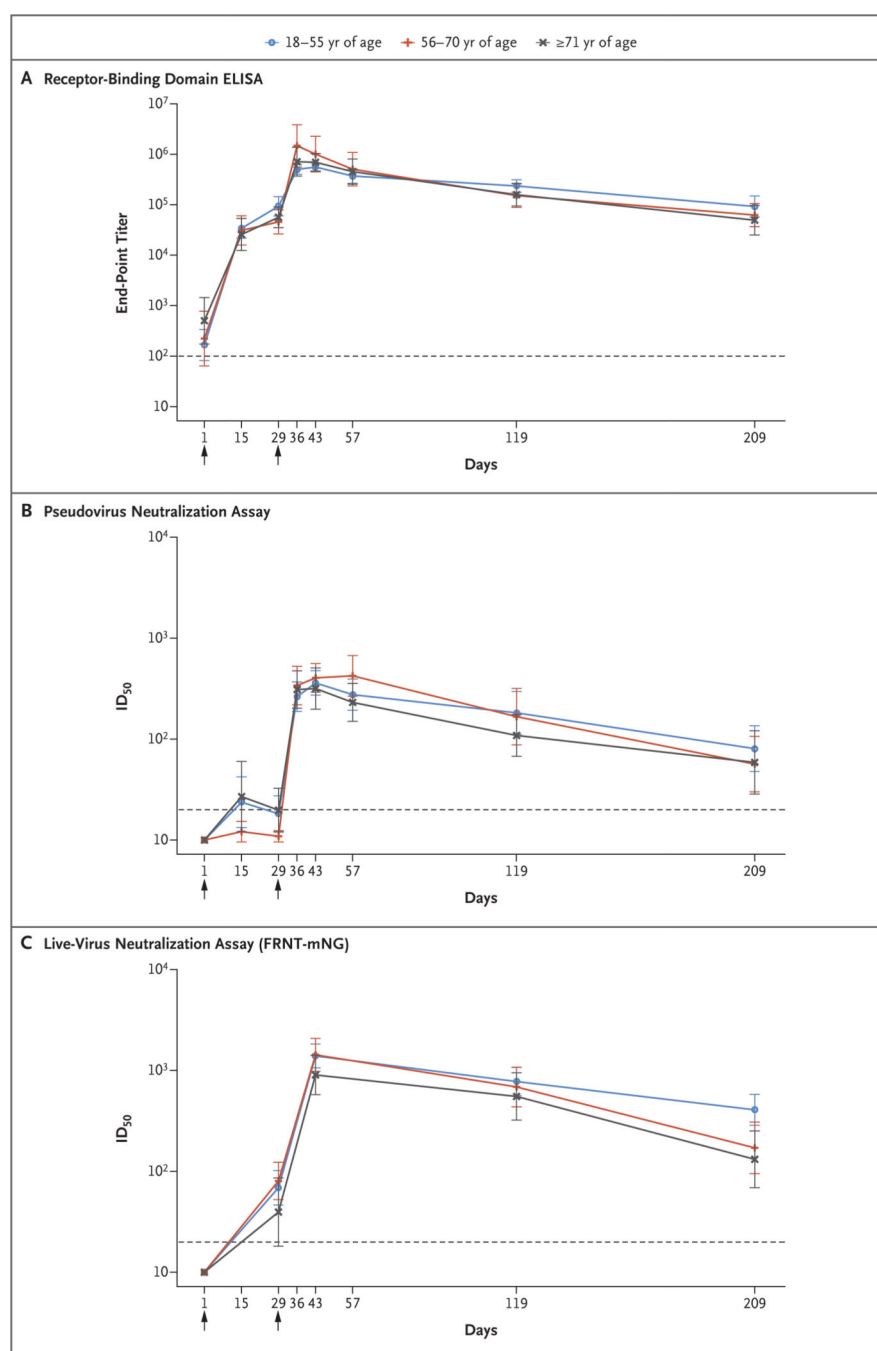 18–55 yr of age 56–70 yr of age ≥71 yr of age
A Receptor-Binding Domain ELISA
10⁷
10⁶
10⁵
10⁴
10³
10²
10
End-Point Titer
1 15 29 36 43 57 119 209
Days
B Pseudovirus Neutralization Assay
10⁴
10³
10²
10
ID₅₀
1 15 29 36 43 57 119 209
Days
C Live-Virus Neutralization Assay (FRNT-mNG)
10⁴
10³
10²
10
ID₅₀
1 15 29 36 43 57 119 209
Days